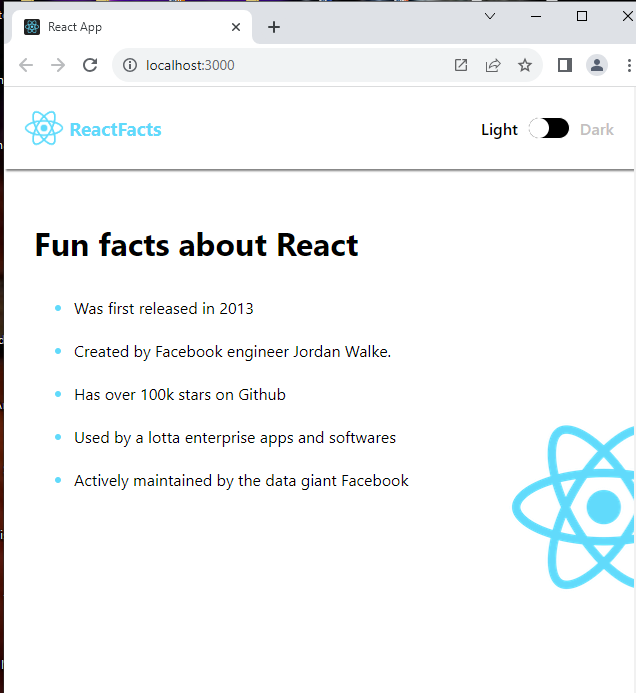 React App
localhost:3000
ReactFacts
Light Dark
Fun facts about React
Was first released in 2013
Created by Facebook engineer Jordan Walke.
Has over 100k stars on Github
Used by a lotta enterprise apps and softwares
Actively maintained by the data giant Facebook